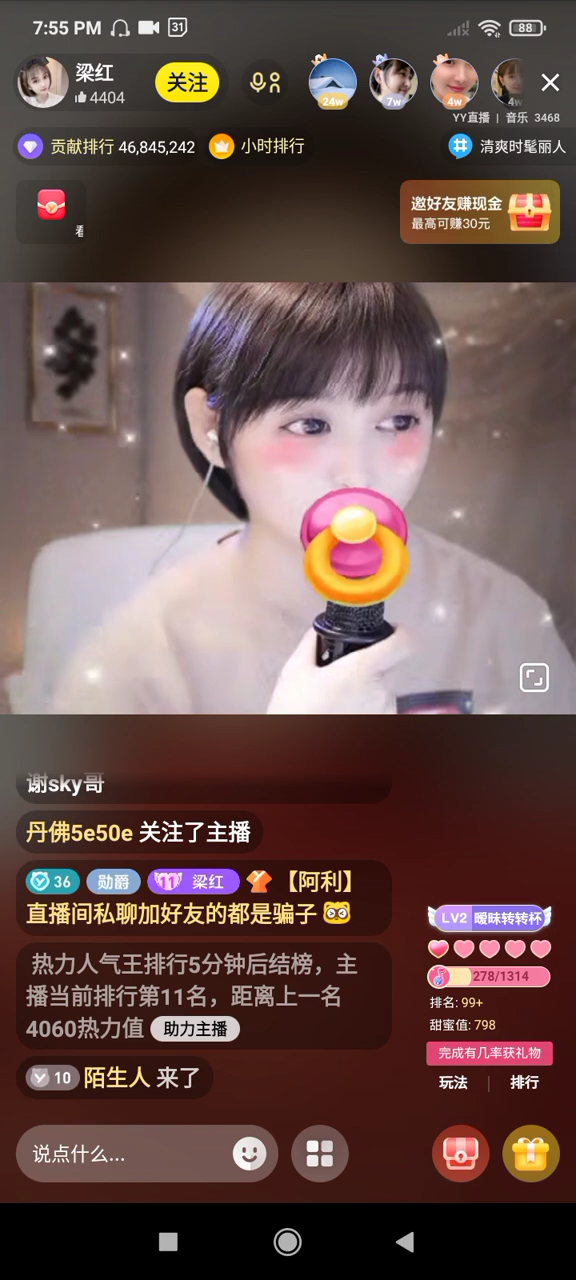 7:55 PM
31
88
梁红
4404
关注
24w
7w
4w
4w
YY直播 | 音乐 3468
贡献排行 46,845,242
小时排行
清爽时髦丽人
看
邀好友赚现金
最高可赚30元
谢sky哥
丹佛5e50e 关注了主播
36 勋爵 11 梁红 【阿利】
直播间私聊加好友的都是骗子
热力人气王排行5分钟后结榜，主
播当前排行第11名，距离上一名
4060热力值 助力主播
10 陌生人 来了
LV2 暧昧转转杯
278/1314
排名: 99+
甜蜜值: 798
完成有几率获礼物
玩法 | 排行
说点什么...